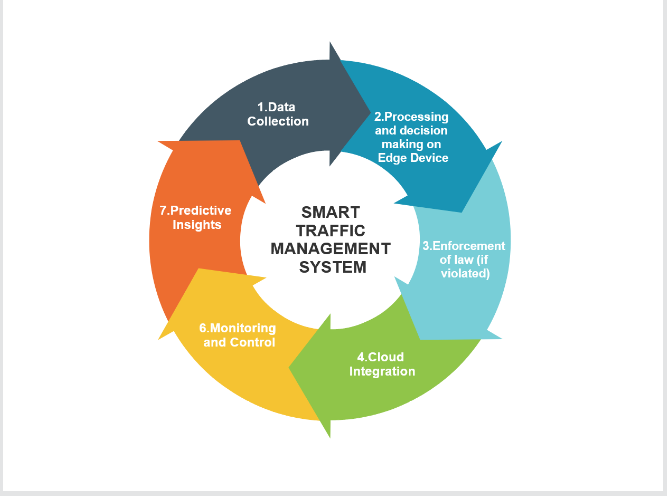 1.Data
Collection
2.Processing
and decision
making on
Edge Device
3.Enforcement
of law (if
violated)
4.Cloud
Integration
6.Monitoring
and Control
7.Predictive
Insights
SMART
TRAFFIC
MANAGEMENT
SYSTEM